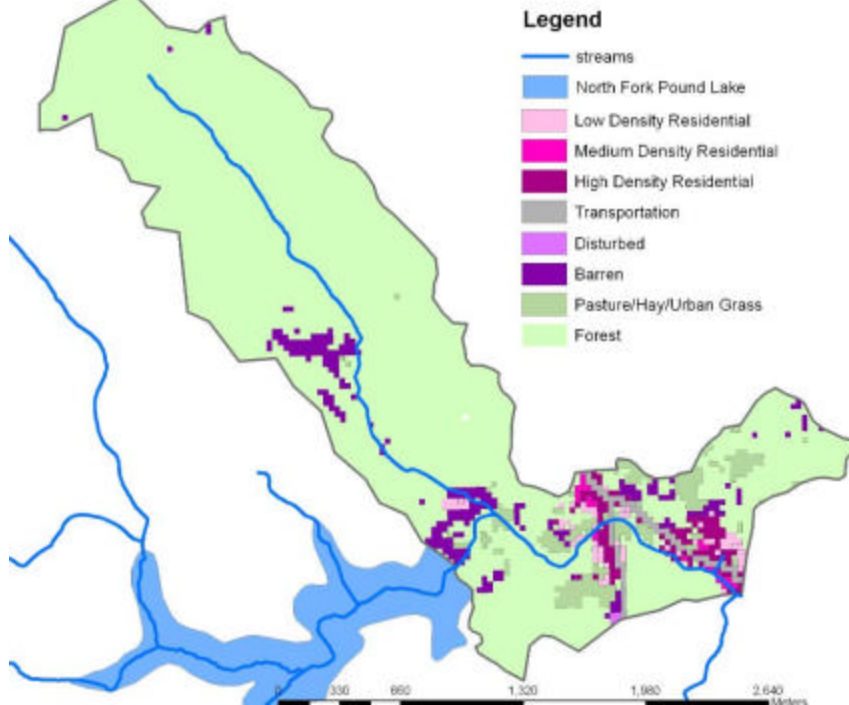 Legend
streams
North Fork Pound Lake
Low Density Residential
Medium Density Residential
High Density Residential
Transportation
Disturbed
Barren
Pasture/Hay/Urban Grass
Forest
0 330 660 1,320 1,980 2,640
Meters